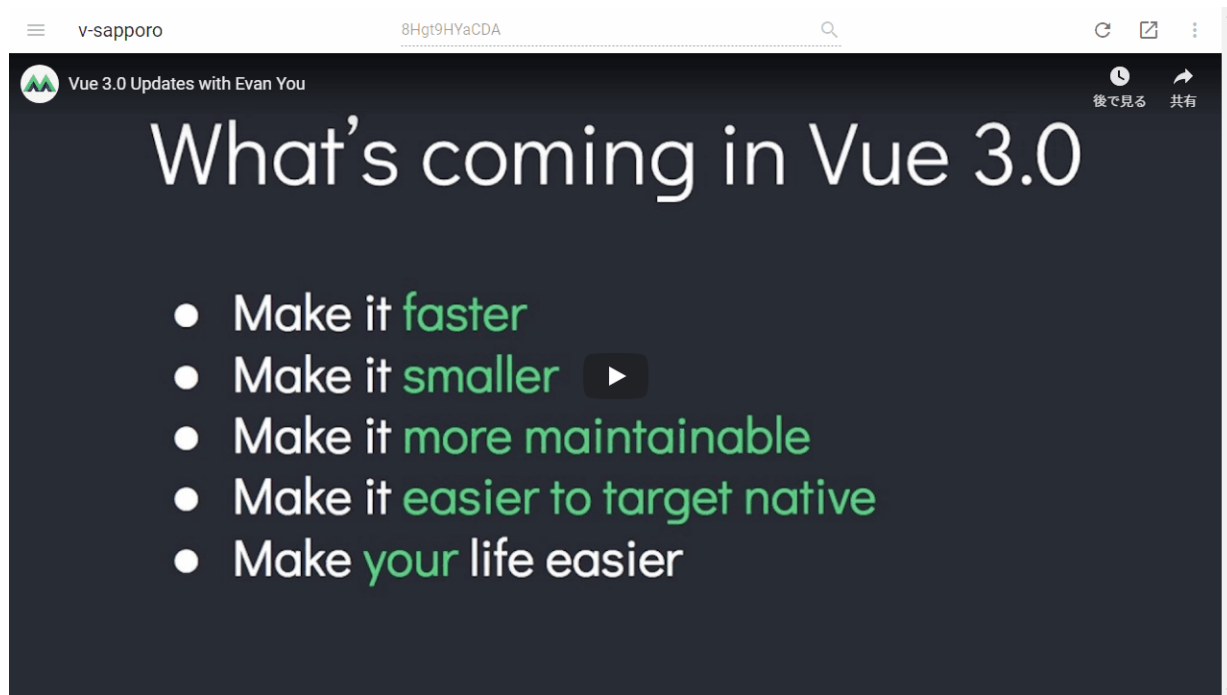 v-sapporo
8Hgt9HYaCDA
Vue 3.0 Updates with Evan You
後で見る
共有
What's coming in Vue 3.0
● Make it faster
● Make it smaller
● Make it more maintainable
● Make it easier to target native
● Make your life easier